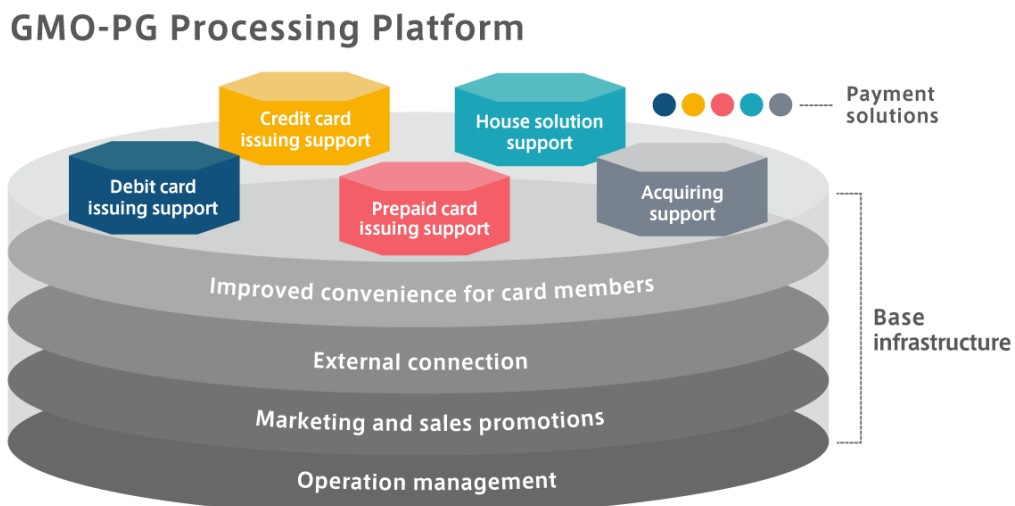 GMO-PG Processing Platform
Credit card
issuing support
House solution
support
Payment
solutions
Debit card
issuing support
Prepaid card
issuing support
Acquiring
support
Improved convenience for card members
External connection
Marketing and sales promotions
Operation management
Base
infrastructure